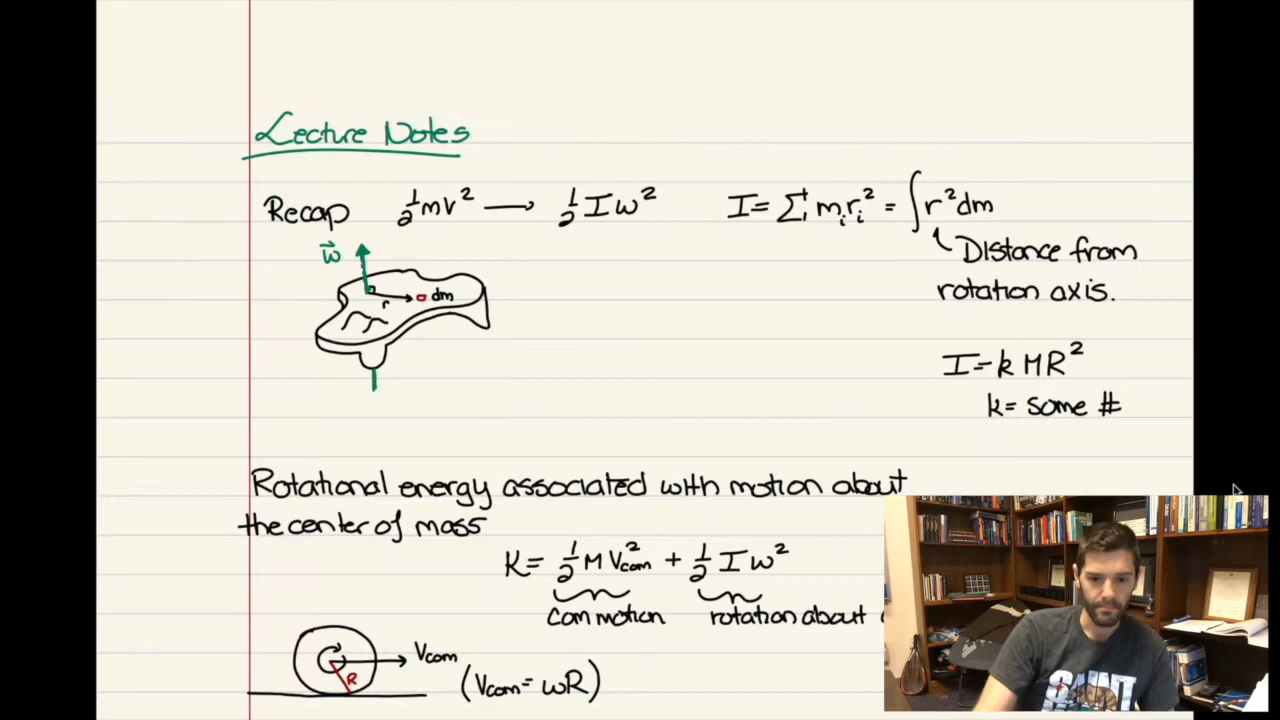 Lecture Notes
Recap ½mv² → ½Iω² I = Σ mᵢrᵢ² = ∫r²dm
Distance from
rotation axis.
ω⃗
r dm
I = kMR²
k = some #
Rotational energy associated with motion about
the center of mass
K = ½MV²com + ½Iω²
com motion rotation about
Vcom
R
(Vcom = ωR)